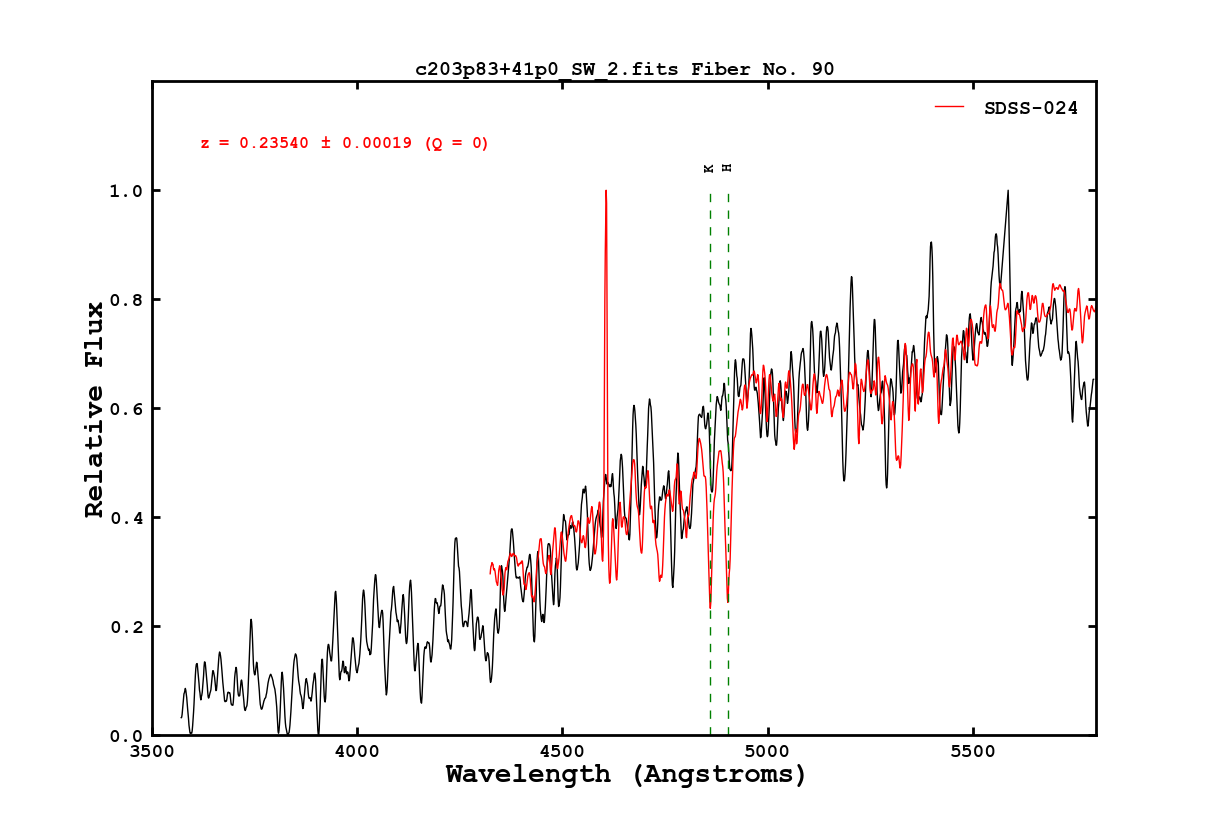 c203p83+41p0_SW_2.fits Fiber No. 90
SDSS-024
z = 0.23540 ± 0.00019 (Q = 0)
K
H
1.0
0.8
0.6
0.4
0.2
0.0
Relative Flux
3500
4000
4500
5000
5500
Wavelength (Angstroms)